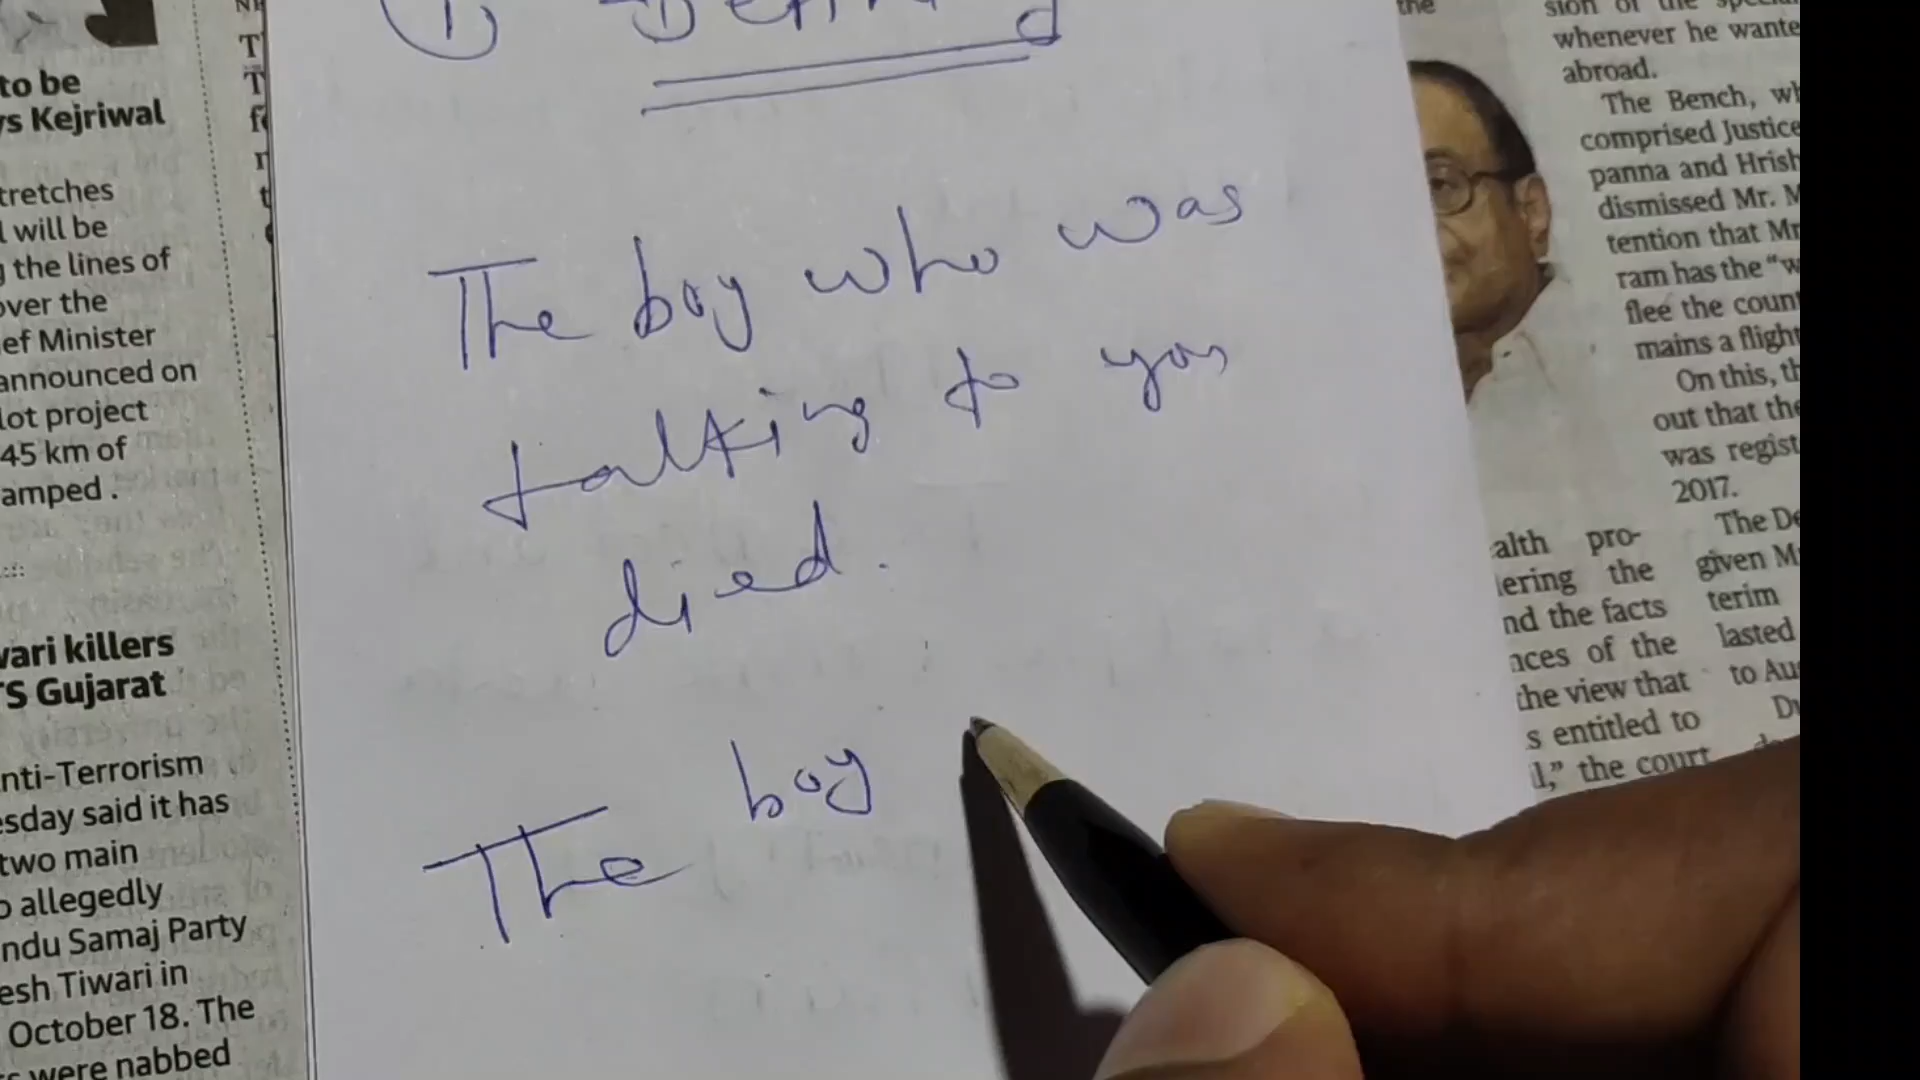 to be
ys Kejriwal
tretches
l will be
g the lines of
over the
ef Minister
announced on
lot project
45 km of
amped .
wari killers
TS Gujarat
nti-Terrorism
esday said it has
two main
o allegedly
ndu Samaj Party
esh Tiwari in
October 18. The
were nabbed
①
The boy who was
talking to you
died.
The boy
the
whenever he wante
abroad.
The Bench, wh
comprised Justice
panna and Hrish
dismissed Mr. M
tention that Mr
ram has the “w
flee the count
mains a flight
On this, th
out that the
was regist
2017.
The De
given M
terim
lasted
to Au
alth pro-
ering the
nd the facts
nces of the
the view that
s entitled to
l,” the court